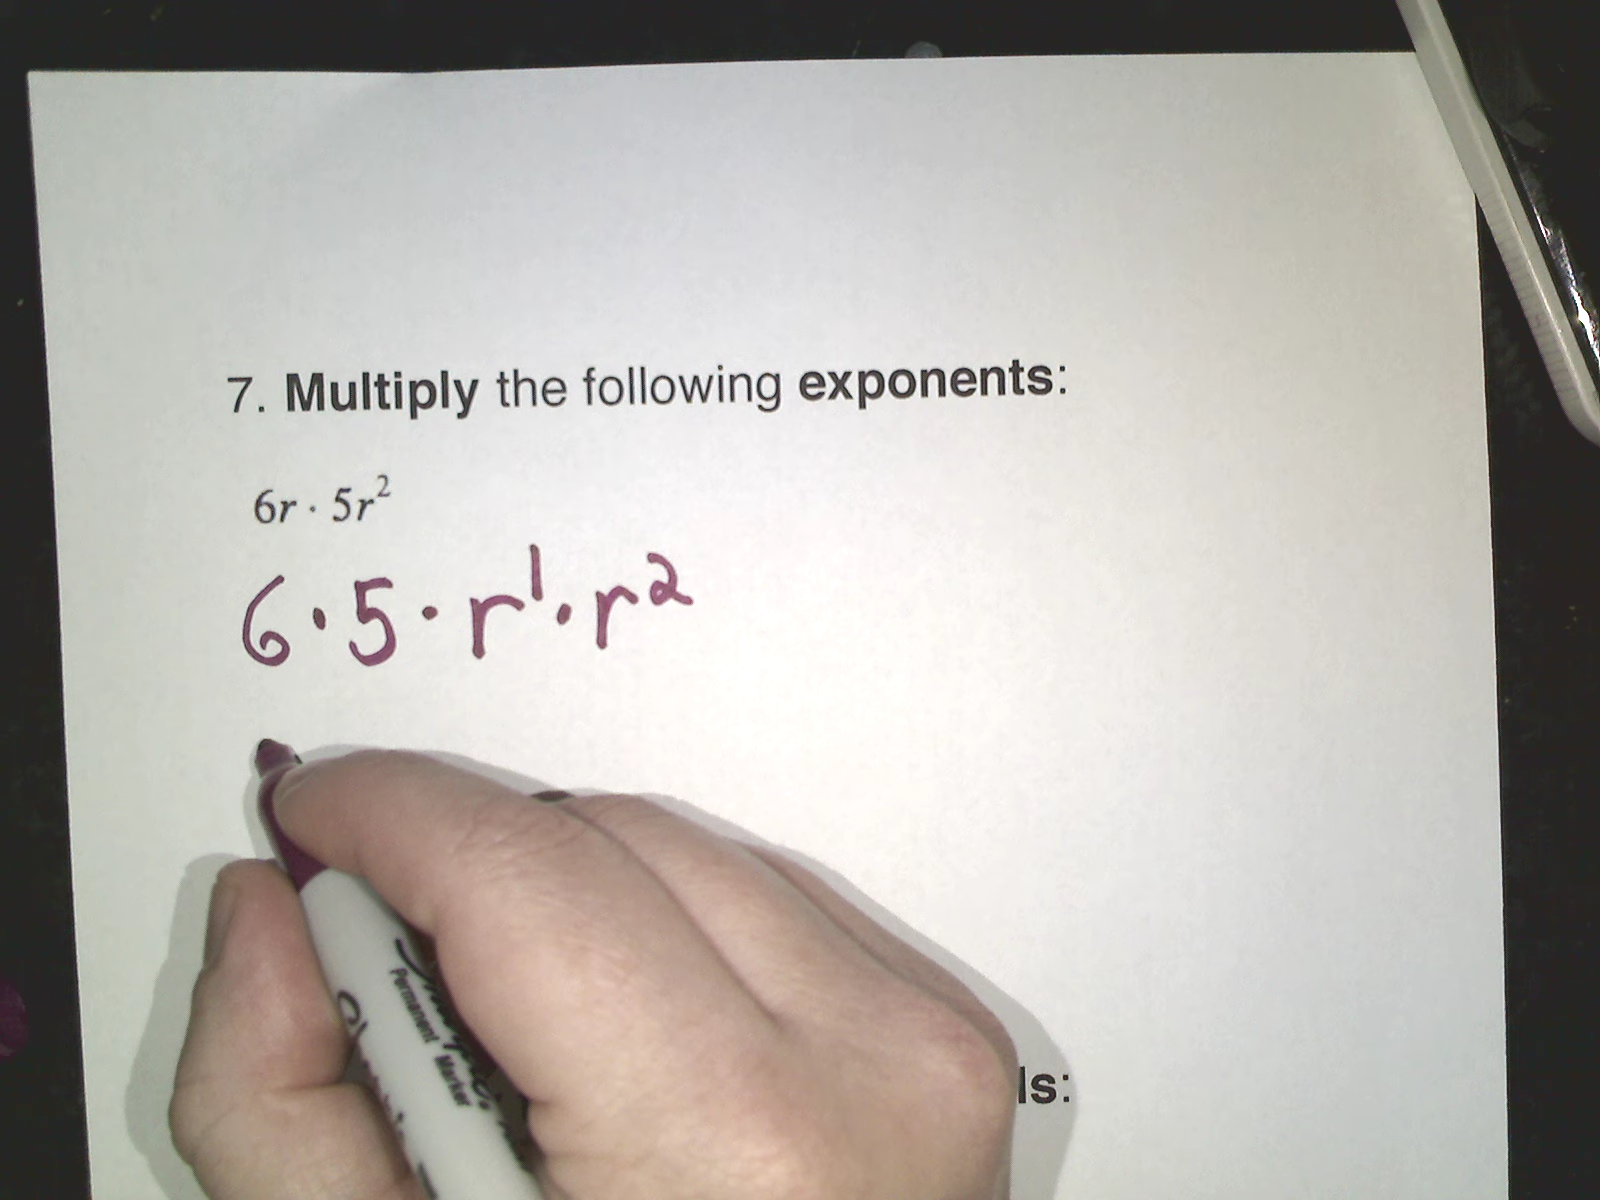 7. Multiply the following exponents:
6r · 5r²
6 · 5 · r¹ · r²
Permanent Marker
ls: